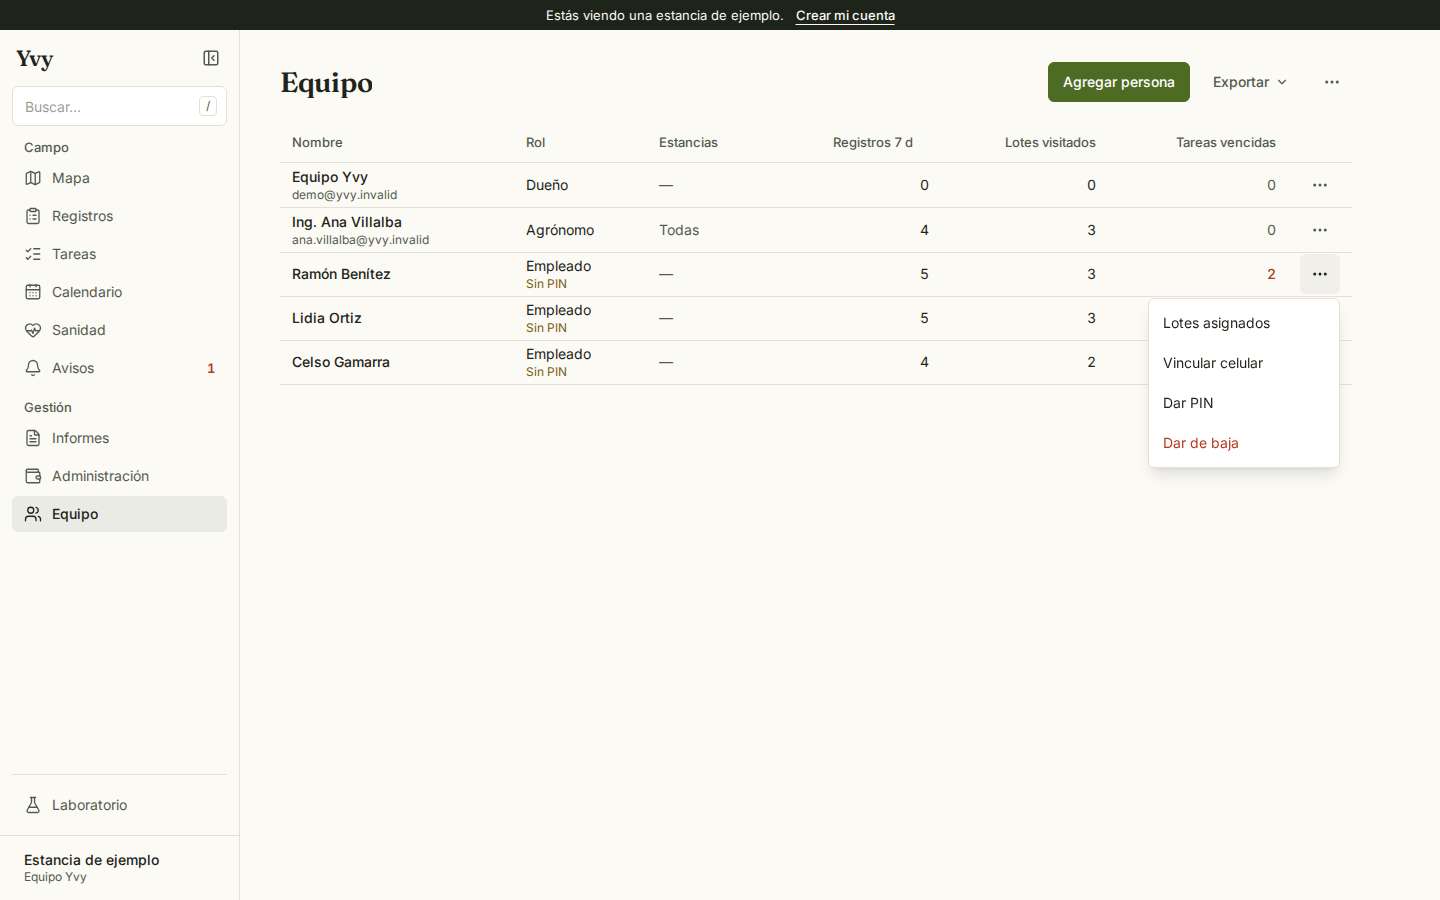 Estás viendo una estancia de ejemplo. Crear mi cuenta
Yvy
Buscar... /
Campo
Mapa
Registros
Tareas
Calendario
Sanidad
Avisos 1
Gestión
Informes
Administración
Equipo
Laboratorio
Estancia de ejemplo
Equipo Yvy
Equipo
Agregar persona
Exportar
Nombre Rol Estancias Registros 7 d Lotes visitados Tareas vencidas
Equipo Yvy Dueño — 0 0 0
demo@yvy.invalid
Ing. Ana Villalba Agrónomo Todas 4 3 0
ana.villalba@yvy.invalid
Ramón Benítez Empleado — 5 3 2
Sin PIN
Lidia Ortiz Empleado — 5 3
Sin PIN
Celso Gamarra Empleado — 4 2
Sin PIN
Lotes asignados
Vincular celular
Dar PIN
Dar de baja